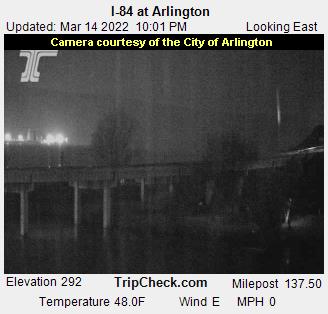 I-84 at Arlington
Updated: Mar 14 2022 10:01 PM Looking East
Camera courtesy of the City of Arlington
Elevation 292 TripCheck.com Milepost 137.50
Temperature 48.0F Wind E MPH 0